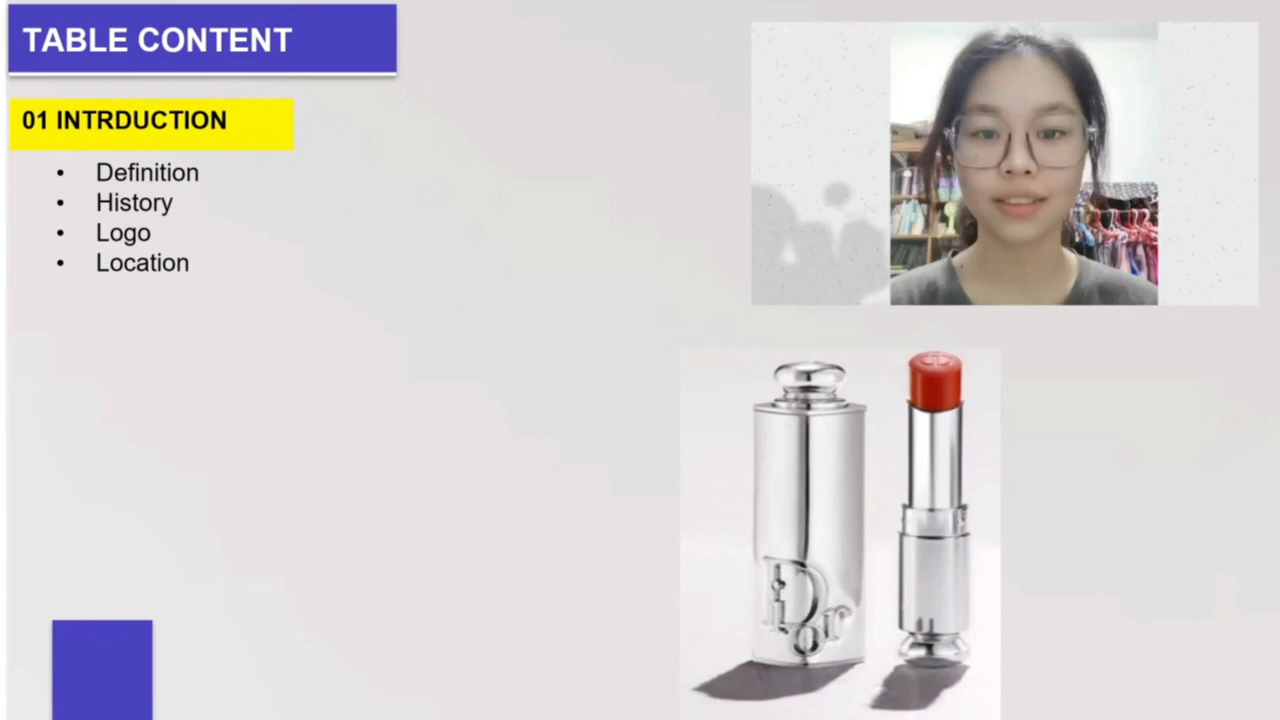 TABLE CONTENT
01 INTRDUCTION
• Definition
• History
• Logo
• Location
Dior